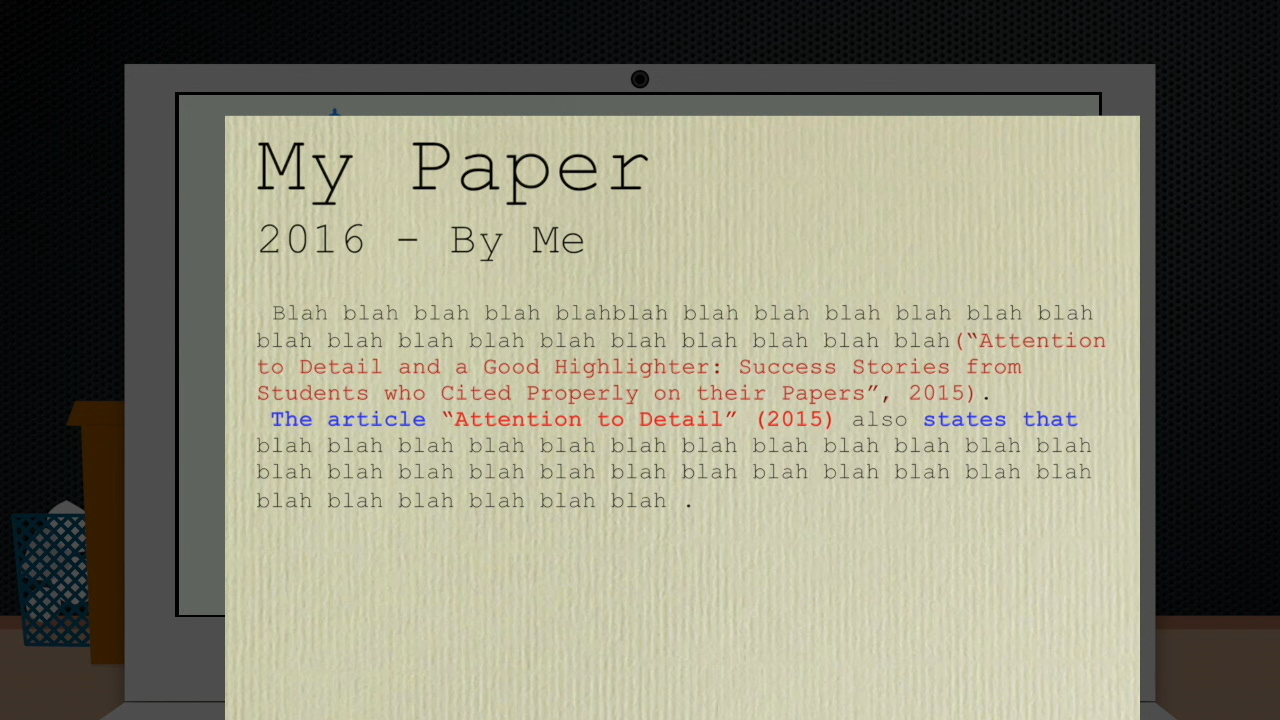 My Paper
2016 - By Me
Blah blah blah blah blahblah blah blah blah blah blah blah
blah blah blah blah blah blah blah blah blah blah(“Attention
to Detail and a Good Highlighter: Success Stories from
Students who Cited Properly on their Papers”, 2015).
The article “Attention to Detail” (2015) also states that
blah blah blah blah blah blah blah blah blah blah blah blah
blah blah blah blah blah blah blah blah blah blah blah blah
blah blah blah blah blah blah .